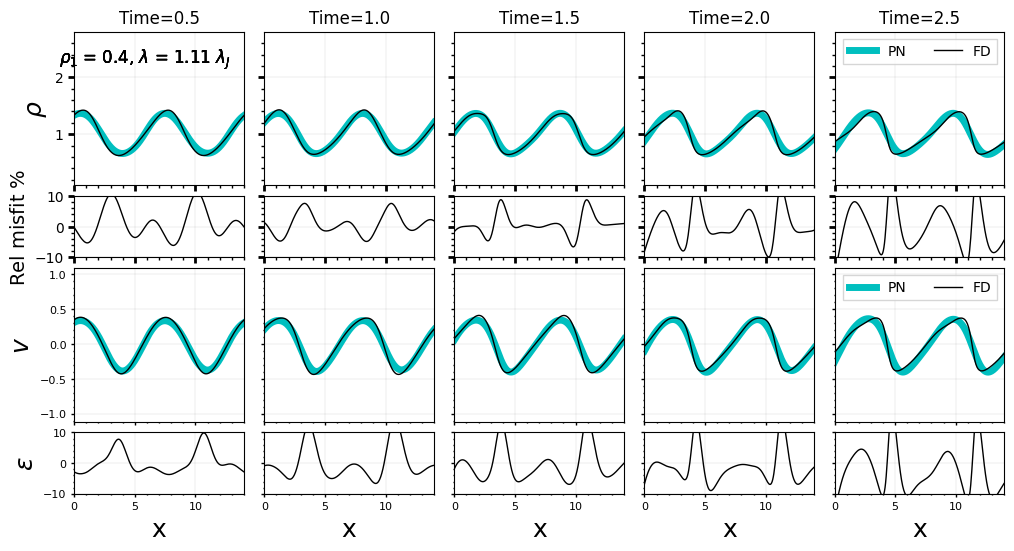 Time=0.5 Time=1.0 Time=1.5 Time=2.0 Time=2.5
ρ₁ = 0.4, λ = 1.11 λ_J
PN FD
ρ
2
1
Rel misfit %
10
0
−10
PN FD
v
1.0
0.5
0.0
−0.5
−1.0
ε
10
0
−10
0 5 10 0 5 10 0 5 10 0 5 10 0 5 10
x x x x x